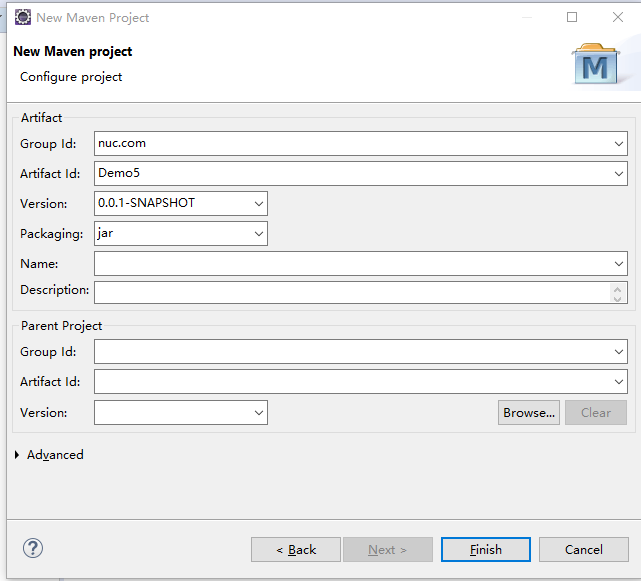 New Maven Project
New Maven project
Configure project
M
Artifact
Group Id: nuc.com
Artifact Id: Demo5
Version: 0.0.1-SNAPSHOT
Packaging: jar
Name:
Description:
Parent Project
Group Id:
Artifact Id:
Version: Browse... Clear
Advanced
? < Back Next > Finish Cancel